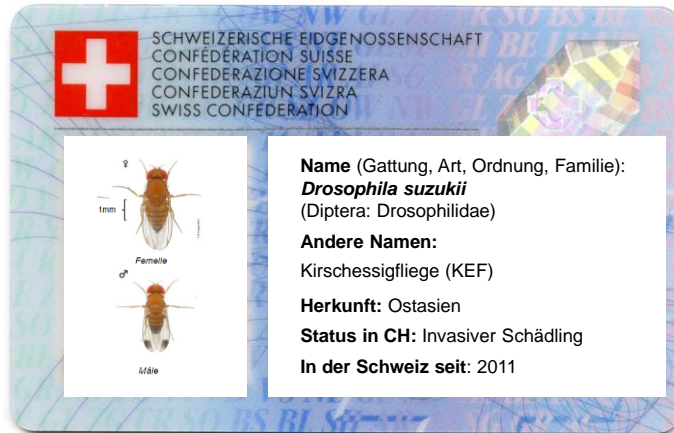 SCHWEIZERISCHE EIDGENOSSENSCHAFT
CONFÉDÉRATION SUISSE
CONFEDERAZIONE SVIZZERA
CONFEDERAZIUN SVIZRA
SWISS CONFEDERATION
♀
1mm
Femelle
♂
Mâle
Name (Gattung, Art, Ordnung, Familie):
Drosophila suzukii
(Diptera: Drosophilidae)
Andere Namen:
Kirschessigfliege (KEF)
Herkunft: Ostasien
Status in CH: Invasiver Schädling
In der Schweiz seit: 2011